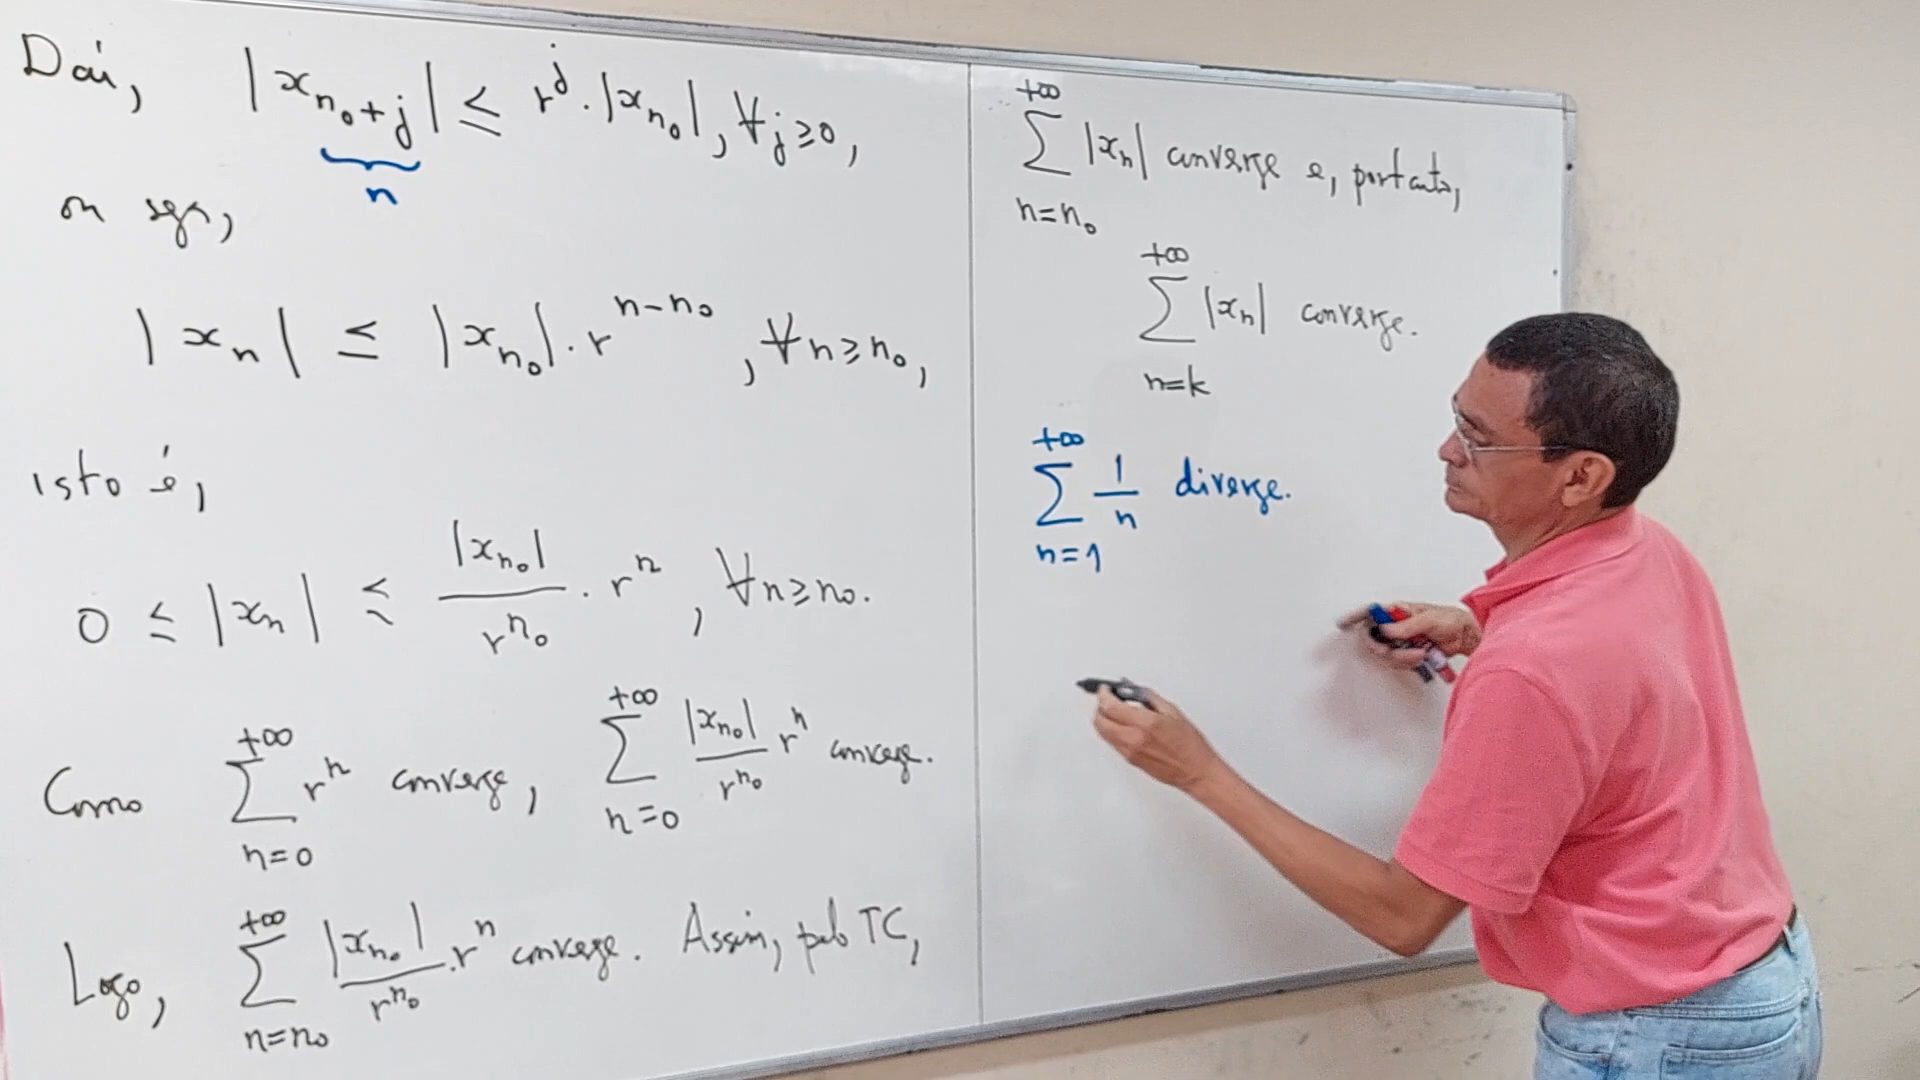 Daí, |x_{n₀+j}| ≤ r^j . |x_{n₀}|, ∀j≥0,
n
ou seja,
|x_n| ≤ |x_{n₀}| . r^{n-n₀}, ∀n≥n₀,
isto é,
0 ≤ |x_n| ≤ |x_{n₀}|/r^{n₀} . r^n, ∀n≥n₀.
Como ∑_{n=0}^{+∞} r^n converge, ∑_{n=0}^{+∞} |x_{n₀}|/r^{n₀} r^n converge.
Logo, ∑_{n=n₀}^{+∞} |x_{n₀}|/r^{n₀} . r^n converge. Assim, pelo TC,
∑_{n=n₀}^{+∞} |x_n| converge e, portanto,
∑_{n=k}^{+∞} |x_n| converge.
∑_{n=1}^{+∞} 1/n diverge.